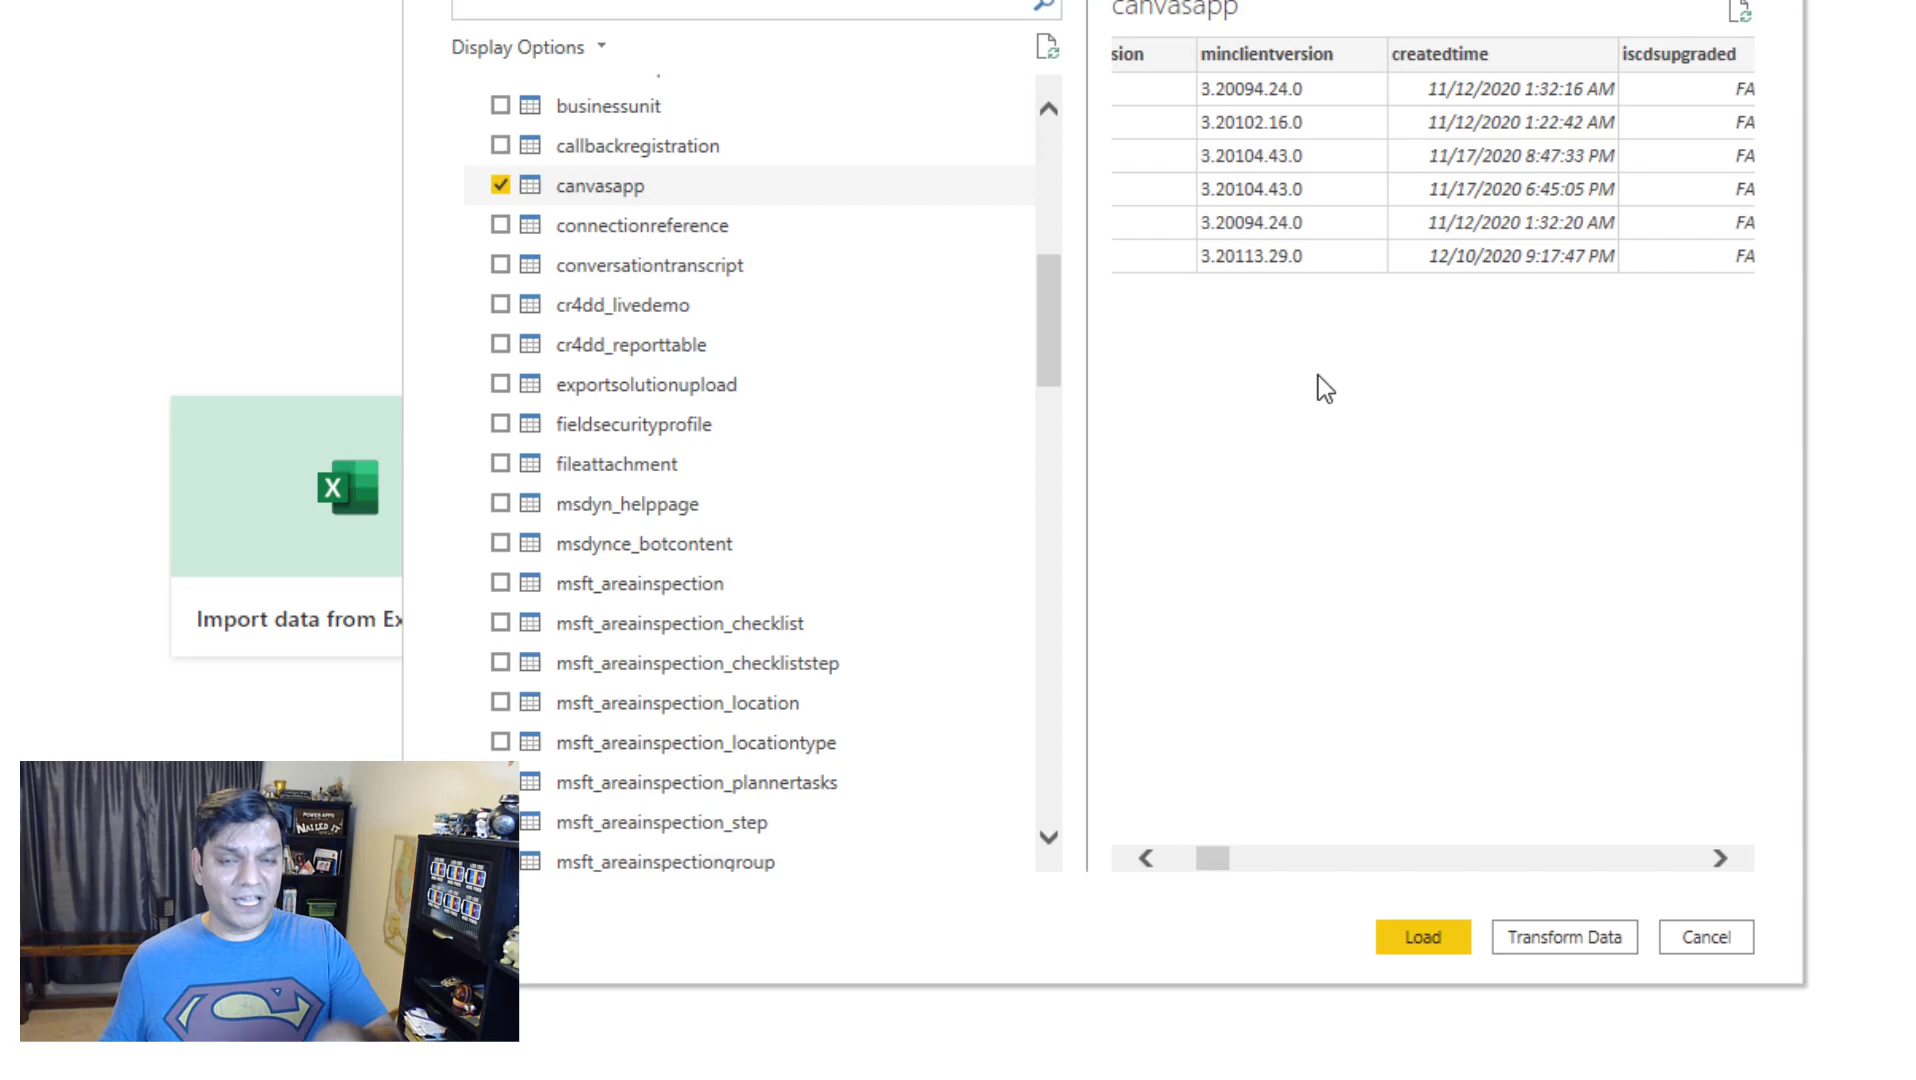 canvasapp
Display Options
businessunit
callbackregistration
canvasapp
connectionreference
conversationtranscript
cr4dd_livedemo
cr4dd_reporttable
exportsolutionupload
fieldsecurityprofile
fileattachment
msdyn_helppage
msdynce_botcontent
msft_areainspection
msft_areainspection_checklist
msft_areainspection_checkliststep
msft_areainspection_location
msft_areainspection_locationtype
msft_areainspection_plannertasks
msft_areainspection_step
msft_areainspectiongroup
sion minclientversion createdtime iscdsupgraded
3.20094.24.0 11/12/2020 1:32:16 AM FA
3.20102.16.0 11/12/2020 1:22:42 AM FA
3.20104.43.0 11/17/2020 8:47:33 PM FA
3.20104.43.0 11/17/2020 6:45:05 PM FA
3.20094.24.0 11/12/2020 1:32:20 AM FA
3.20113.29.0 12/10/2020 9:17:47 PM FA
X
Import data from Ex
POWER APPS
NAILED IT
S
Load Transform Data Cancel